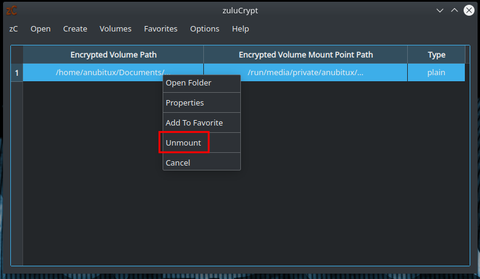 zuluCrypt
zC Open Create Volumes Favorites Options Help
Encrypted Volume Path Encrypted Volume Mount Point Path Type
1 /home/anubitux/Documents/ /run/media/private/anubitux/... plain
Open Folder
Properties
Add To Favorite
Unmount
Cancel